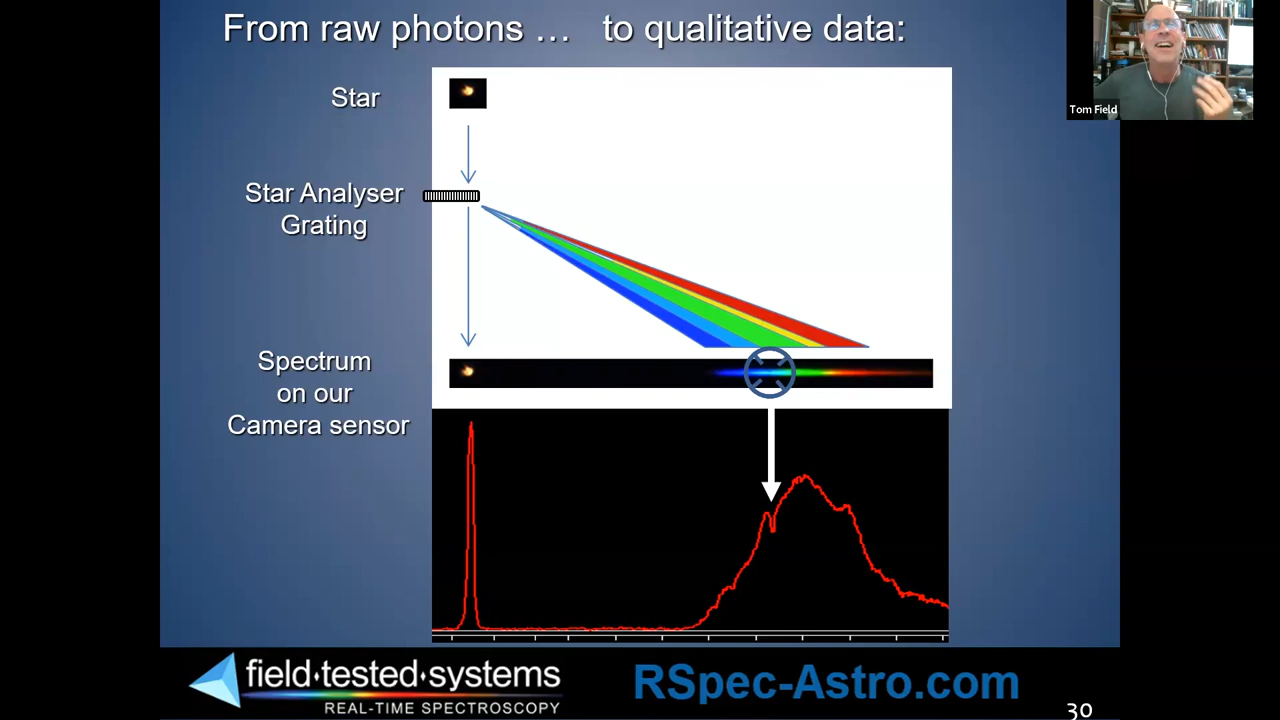 From raw photons … to qualitative data:
Star
Star Analyser
Grating
Spectrum
on our
Camera sensor
Tom Field
field·tested·systems
REAL-TIME SPECTROSCOPY
RSpec-Astro.com
30